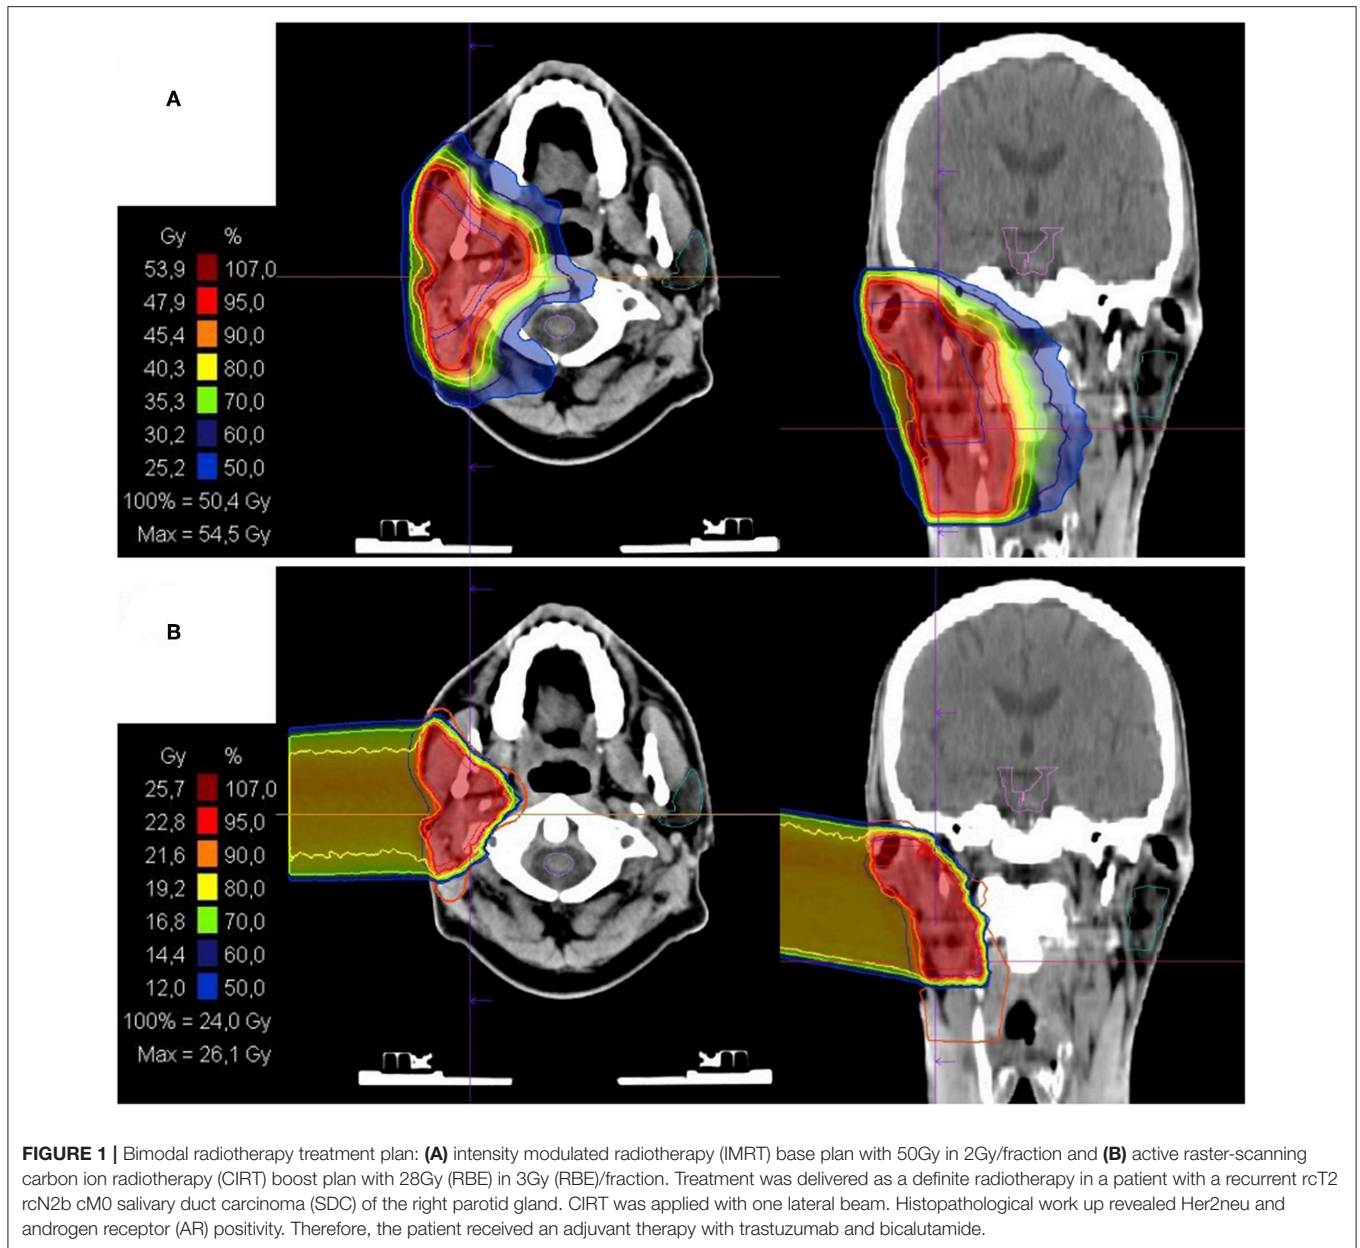 A
Gy %
53,9 107,0
47,9 95,0
45,4 90,0
40,3 80,0
35,3 70,0
30,2 60,0
25,2 50,0
100% = 50,4 Gy
Max = 54,5 Gy
B
Gy %
25,7 107,0
22,8 95,0
21,6 90,0
19,2 80,0
16,8 70,0
14,4 60,0
12,0 50,0
100% = 24,0 Gy
Max = 26,1 Gy
FIGURE 1 | Bimodal radiotherapy treatment plan: (A) intensity modulated radiotherapy (IMRT) base plan with 50Gy in 2Gy/fraction and (B) active raster-scanning
carbon ion radiotherapy (CIRT) boost plan with 28Gy (RBE) in 3Gy (RBE)/fraction. Treatment was delivered as a definite radiotherapy in a patient with a recurrent rcT2
rcN2b cM0 salivary duct carcinoma (SDC) of the right parotid gland. CIRT was applied with one lateral beam. Histopathological work up revealed Her2neu and
androgen receptor (AR) positivity. Therefore, the patient received an adjuvant therapy with trastuzumab and bicalutamide.